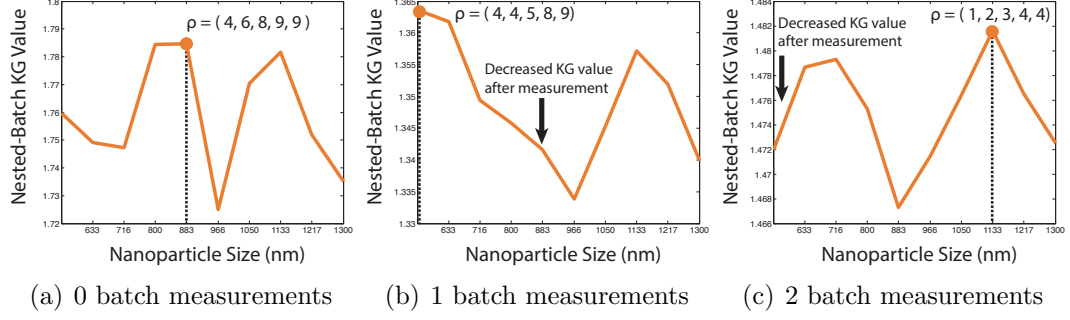 1.8
1.79
1.78
1.77
1.76
1.75
1.74
1.73
1.72
Nested-Batch KG Value
ρ = ( 4, 6, 8, 9, 9 )
633 716 800 883 966 1050 1133 1217 1300
Nanoparticle Size (nm)
(a) 0 batch measurements
1.365
1.36
1.355
1.35
1.345
1.34
1.335
1.33
Nested-Batch KG Value
ρ = ( 4, 4, 5, 8, 9)
Decreased KG value
after measurement
633 716 800 883 966 1050 1133 1217 1300
Nanoparticle Size (nm)
(b) 1 batch measurements
1.484
1.482
1.48
1.478
1.476
1.474
1.472
1.47
1.468
1.466
Nested-Batch KG Value
Decreased KG value
after measurement
ρ = ( 1, 2, 3, 4, 4)
633 716 800 883 966 1050 1133 1217 1300
Nanoparticle Size (nm)
(c) 2 batch measurements